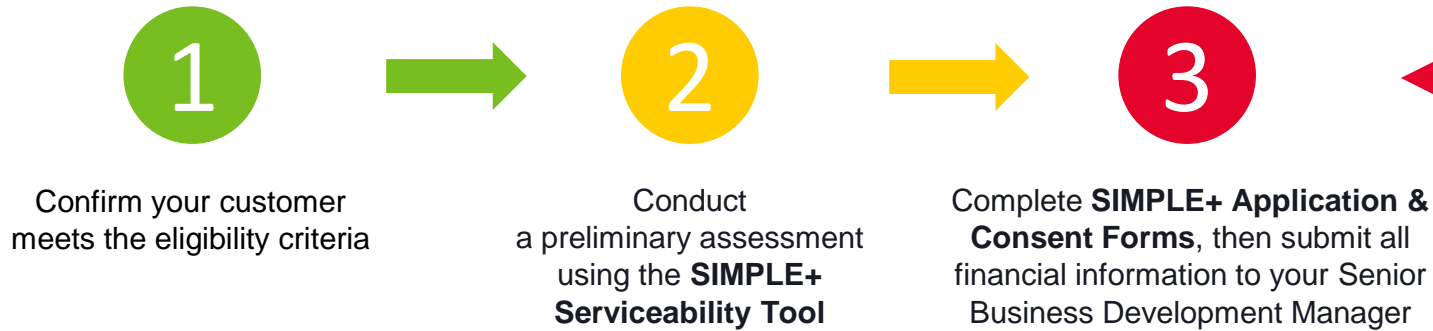 1
2
3
Confirm your customer
meets the eligibility criteria
Conduct
a preliminary assessment
using the SIMPLE+
Serviceability Tool
Complete SIMPLE+ Application &
Consent Forms, then submit all
financial information to your Senior
Business Development Manager